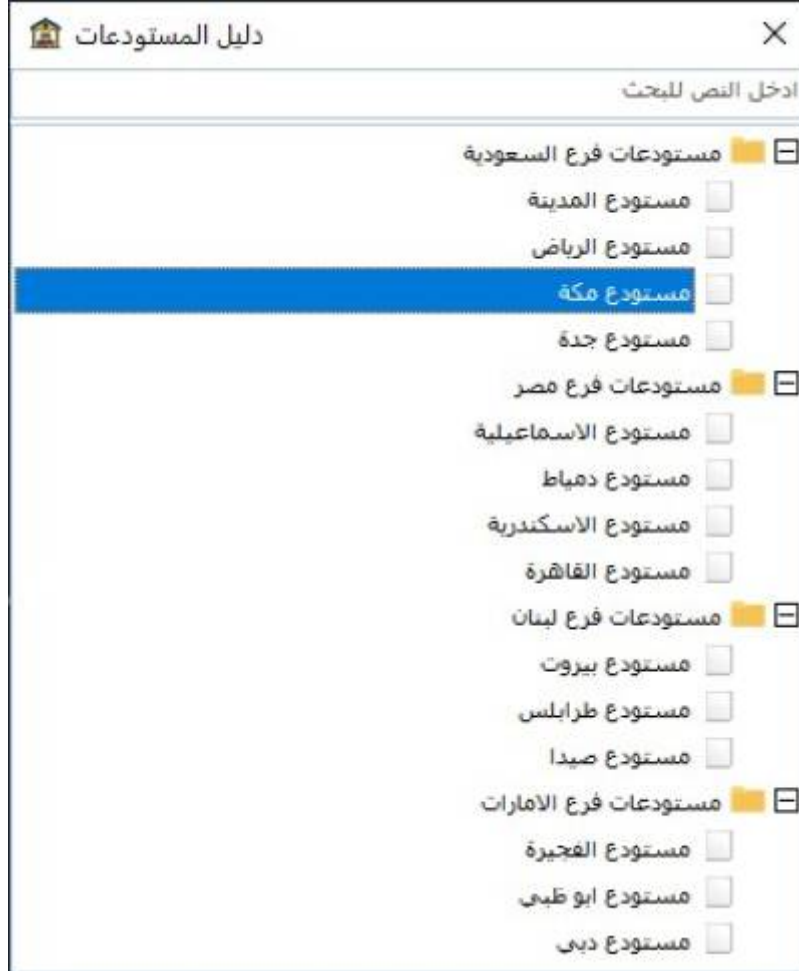 دليل المستودعات
ادخل النص للبحث
مستودعات فرع السعودية
مستودع المدينة
مستودع الرياض
مستودع مكة
مستودع جدة
مستودعات فرع مصر
مستودع الاسماعيلية
مستودع دمياط
مستودع الاسكندرية
مستودع القاهرة
مستودعات فرع لبنان
مستودع بيروت
مستودع طرابلس
مستودع صيدا
مستودعات فرع الامارات
مستودع الفجيرة
مستودع ابو ظبي
مستودع دبي